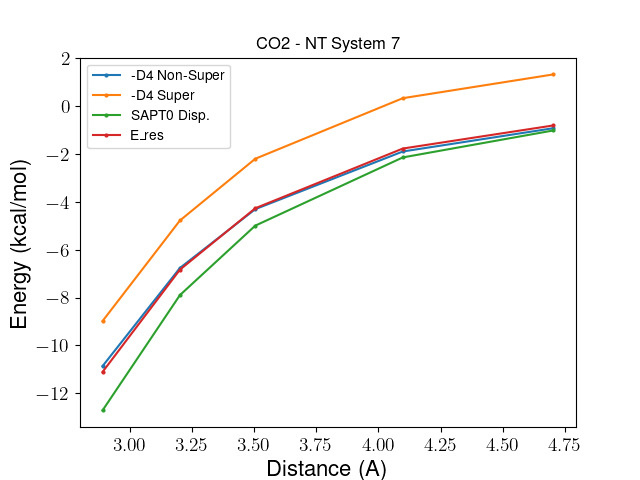 CO2 - NT System 7
-D4 Non-Super
-D4 Super
SAPT0 Disp.
E_res
Energy (kcal/mol)
2
0
−2
−4
−6
−8
−10
−12
3.00 3.25 3.50 3.75 4.00 4.25 4.50 4.75
Distance (A)